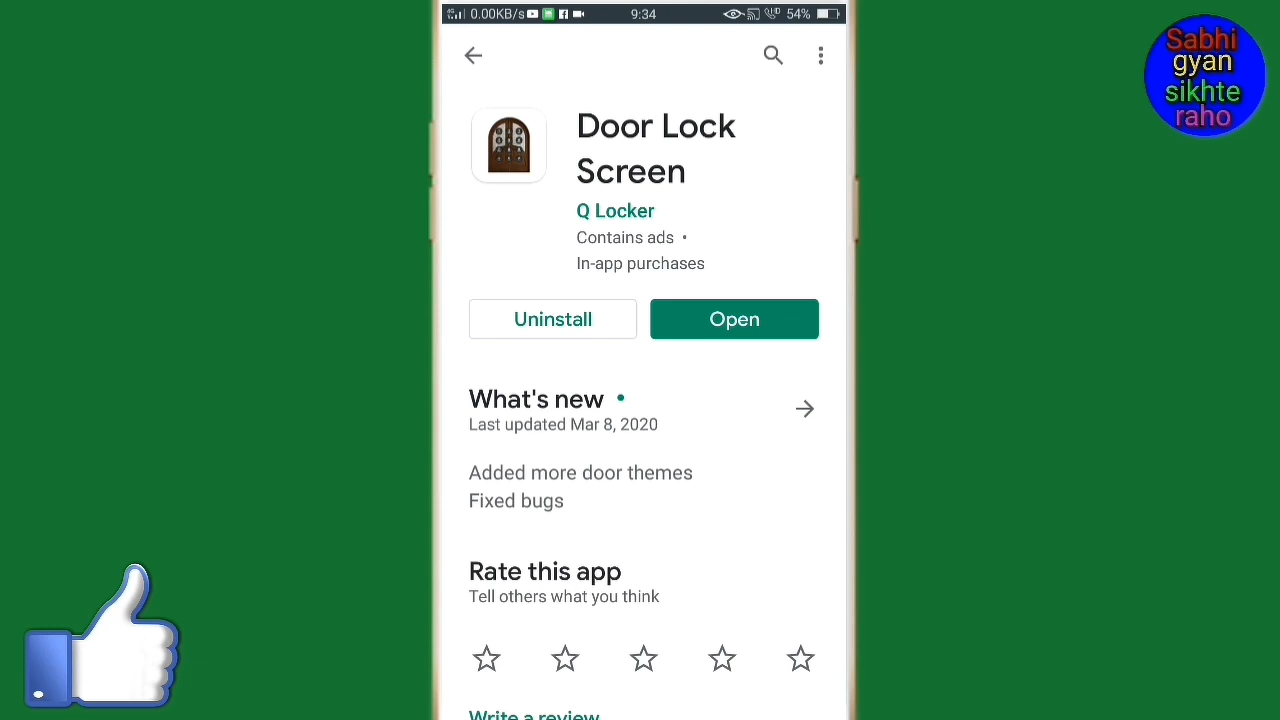 0.00KB/s
9:34
54%
Sabhi
gyan
sikhte
raho
Door Lock
Screen
Q Locker
Contains ads •
In-app purchases
Uninstall
Open
What's new •
Last updated Mar 8, 2020
Added more door themes
Fixed bugs
Rate this app
Tell others what you think
Write a review